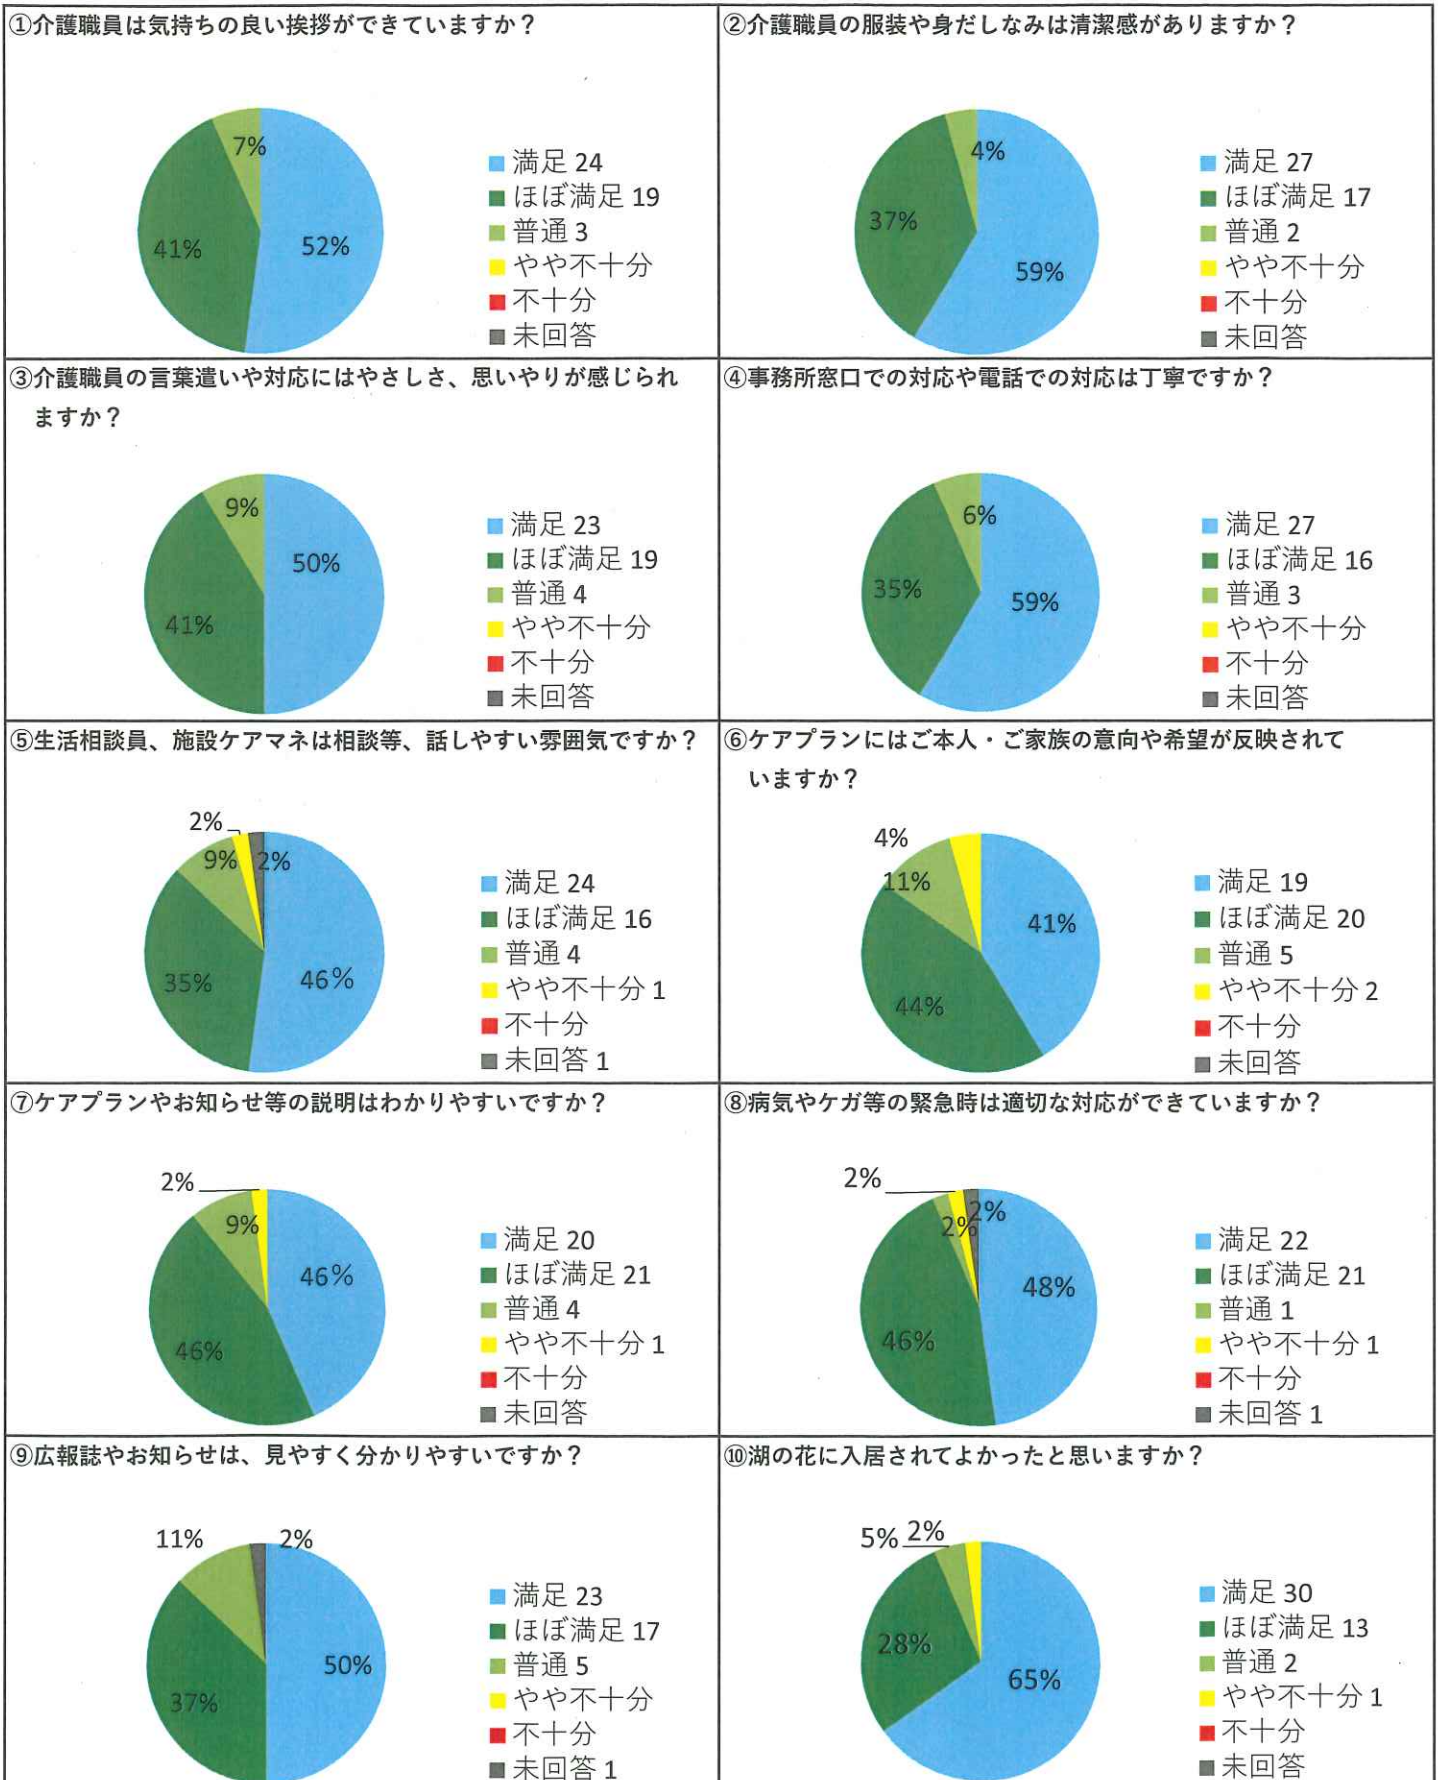 ①介護職員は気持ちの良い挨拶ができていますか？
7%
41%
52%
満足 24
ほぼ満足 19
普通 3
やや不十分
不十分
未回答
②介護職員の服装や身だしなみは清潔感がありますか？
4%
37%
59%
満足 27
ほぼ満足 17
普通 2
やや不十分
不十分
未回答
③介護職員の言葉遣いや対応にはやさしさ、思いやりが感じられ
ますか？
9%
50%
41%
満足 23
ほぼ満足 19
普通 4
やや不十分
不十分
未回答
④事務所窓口での対応や電話での対応は丁寧ですか？
6%
35%
59%
満足 27
ほぼ満足 16
普通 3
やや不十分
不十分
未回答
⑤生活相談員、施設ケアマネは相談等、話しやすい雰囲気ですか？
2%
9%
2%
35%
46%
満足 24
ほぼ満足 16
普通 4
やや不十分 1
不十分
未回答 1
⑥ケアプランにはご本人・ご家族の意向や希望が反映されて
いますか？
4%
11%
41%
44%
満足 19
ほぼ満足 20
普通 5
やや不十分 2
不十分
未回答
⑦ケアプランやお知らせ等の説明はわかりやすいですか？
2%
9%
46%
46%
満足 20
ほぼ満足 21
普通 4
やや不十分 1
不十分
未回答
⑧病気やケガ等の緊急時は適切な対応ができていますか？
2%
2%
2%
48%
46%
満足 22
ほぼ満足 21
普通 1
やや不十分 1
不十分
未回答 1
⑨広報誌やお知らせは、見やすく分かりやすいですか？
11%
2%
50%
37%
満足 23
ほぼ満足 17
普通 5
やや不十分
不十分
未回答 1
⑩湖の花に入居されてよかったと思いますか？
5%
2%
28%
65%
満足 30
ほぼ満足 13
普通 2
やや不十分 1
不十分
未回答